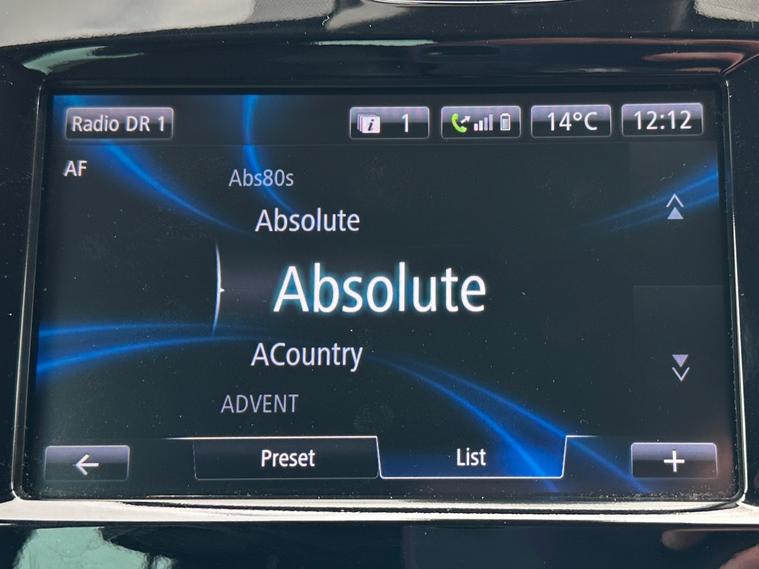 Radio DR 1
1
14°C
12:12
AF
Abs80s
Absolute
Absolute
ACountry
ADVENT
Preset
List